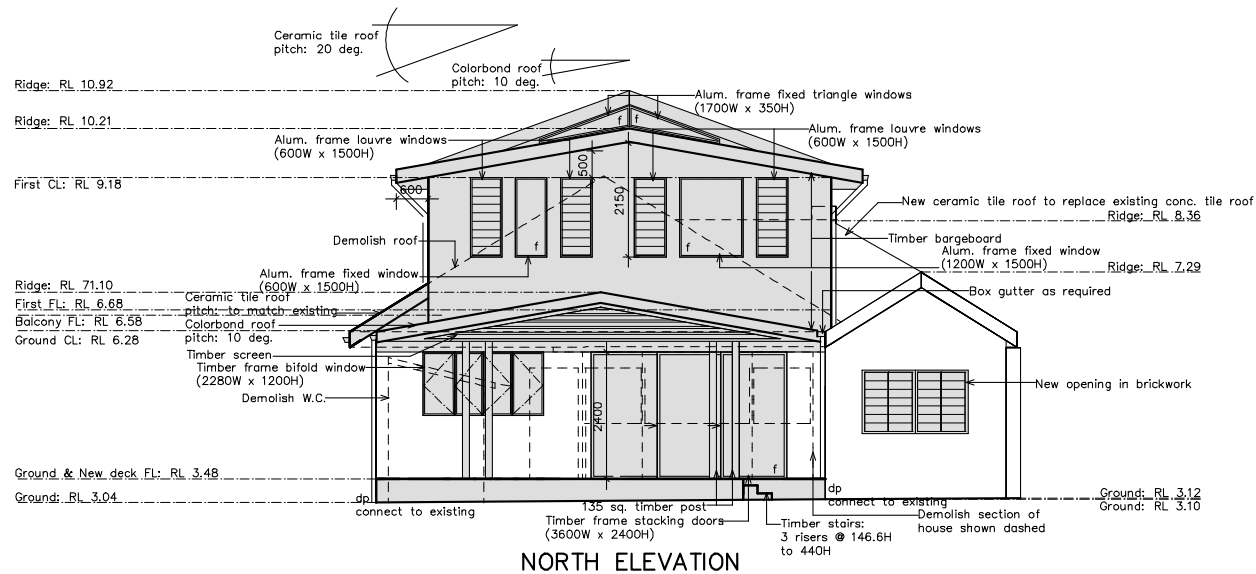 Ceramic tile roof
pitch: 20 deg.
Colorbond roof
pitch: 10 deg.
Ridge: RL 10.92
Alum. frame fixed triangle windows
(1700W x 350H)
Ridge: RL 10.21
f f
Alum. frame louvre windows
(600W x 1500H)
Alum. frame louvre windows
(600W x 1500H)
First CL: RL 9.18
600
500
2150
New ceramic tile roof to replace existing conc. tile roof
Ridge: RL 8.36
Demolish roof
f
f
Timber bargeboard
Alum. frame fixed window
(1200W x 1500H)
Ridge: RL 7.29
Alum. frame fixed window
(600W x 1500H)
Ridge: RL 71.10
Box gutter as required
Ceramic tile roof
pitch: to match existing
First FL: RL 6.68
Balcony FL: RL 6.58
Colorbond roof
pitch: 10 deg.
Ground CL: RL 6.28
Timber screen
Timber frame bifold window
(2280W x 1200H)
Demolish W.C.
New opening in brickwork
2400
f
Ground & New deck FL: RL 3.48
Ground: RL 3.04
dp
connect to existing
135 sq. timber post
Timber frame stacking doors
(3600W x 2400H)
dp
connect to existing
Ground: RL 3.12
Ground: RL 3.10
Timber stairs:
3 risers @ 146.6H
to 440H
Demolish section of
house shown dashed
NORTH ELEVATION